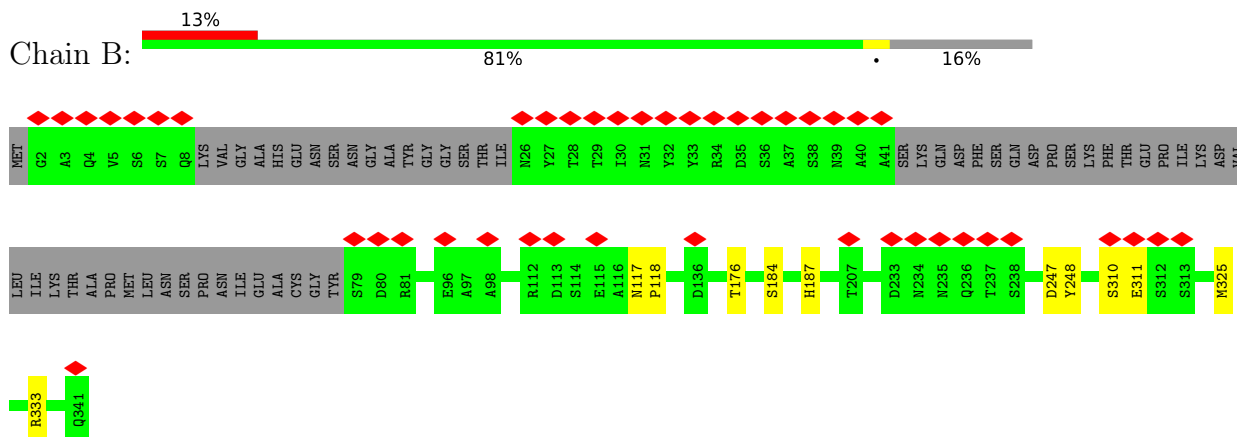 13%
Chain B:
81% • 16%
MET G2 A3 Q4 V5 S6 S7 Q8 LYS VAL GLY ALA HIS GLU ASN SER ASN GLY ALA TYR GLY GLY SER THR ILE N26 Y27 T28 T29 I30 N31 Y32 Y33 R34 D35 S36 A37 S38 N39 A40 A41 SER LYS GLN ASP PHE SER GLN ASP PRO SER LYS PHE THR GLU PRO ILE LYS ASP VAL
LEU ILE LYS THR ALA PRO MET LEU ASN SER PRO ASN ILE GLU ALA CYS GLY TYR S79 D80 R81 E96 A97 A98 R112 D113 S114 E115 A116 N117 P118 D136 T176 S184 H187 T207 D233 N234 N235 Q236 T237 S238 D247 Y248 S310 E311 S312 S313 M325
R333 Q341